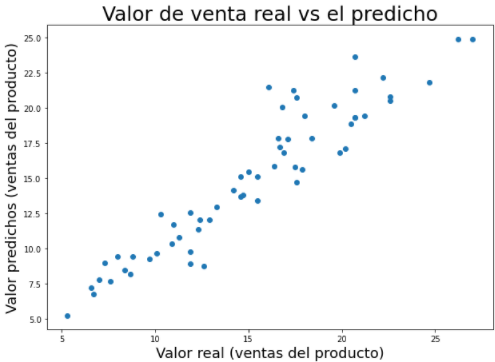 Valor de venta real vs el predicho
Valor predichos (ventas del producto)
25.0
22.5
20.0
17.5
15.0
12.5
10.0
7.5
5.0
5 10 15 20 25
Valor real (ventas del producto)